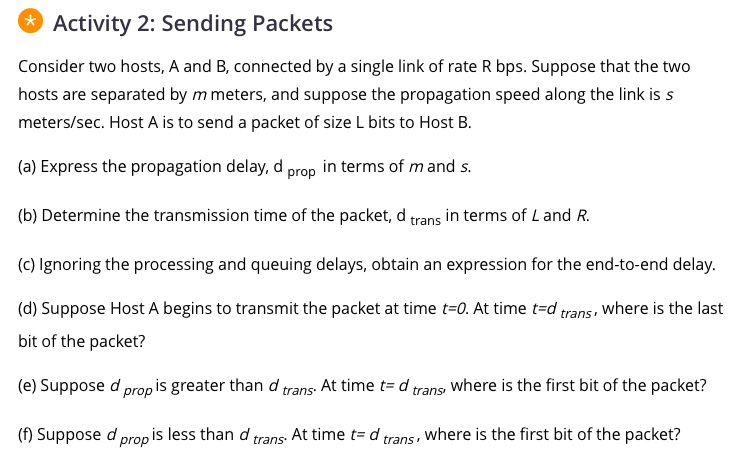 * Activity 2: Sending Packets
Consider two hosts, A and B, connected by a single link of rate R bps. Suppose that the two
hosts are separated by m meters, and suppose the propagation speed along the link is s
meters/sec. Host A is to send a packet of size L bits to Host B.
(a) Express the propagation delay, d prop in terms of m and s.
(b) Determine the transmission time of the packet, d trans in terms of L and R.
(c) Ignoring the processing and queuing delays, obtain an expression for the end-to-end delay.
(d) Suppose Host A begins to transmit the packet at time t=0. At time t=d trans, where is the last
bit of the packet?
(e) Suppose d prop is greater than d trans. At time t= d trans, where is the first bit of the packet?
(f) Suppose d prop is less than d trans. At time t= d trans, where is the first bit of the packet?